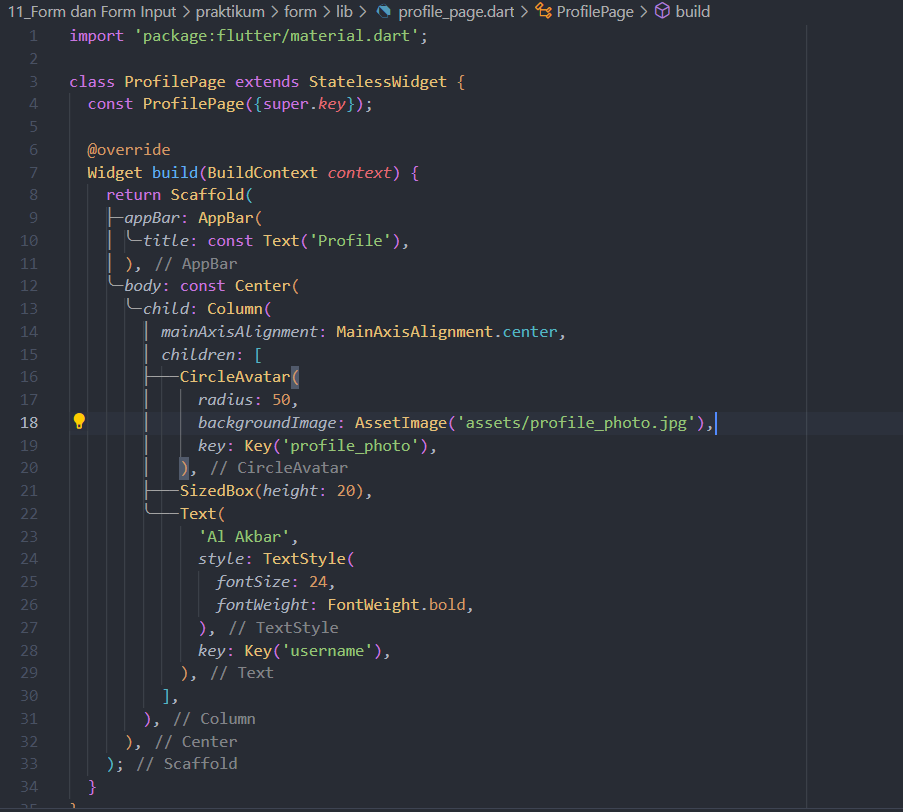 11_Form dan Form Input > praktikum > form > lib > profile_page.dart > ProfilePage > build
1 import 'package:flutter/material.dart';
2
3 class ProfilePage extends StatelessWidget {
4   const ProfilePage({super.key});
5
6   @override
7   Widget build(BuildContext context) {
8     return Scaffold(
9       appBar: AppBar(
10         title: const Text('Profile'),
11       ), // AppBar
12       body: const Center(
13         child: Column(
14           mainAxisAlignment: MainAxisAlignment.center,
15           children: [
16             CircleAvatar(
17               radius: 50,
18               backgroundImage: AssetImage('assets/profile_photo.jpg'),
19               key: Key('profile_photo'),
20             ), // CircleAvatar
21             SizedBox(height: 20),
22             Text(
23               'Al Akbar',
24               style: TextStyle(
25                 fontSize: 24,
26                 fontWeight: FontWeight.bold,
27               ), // TextStyle
28               key: Key('username'),
29             ), // Text
30           ],
31         ), // Column
32       ), // Center
33     ); // Scaffold
34   }
35 }